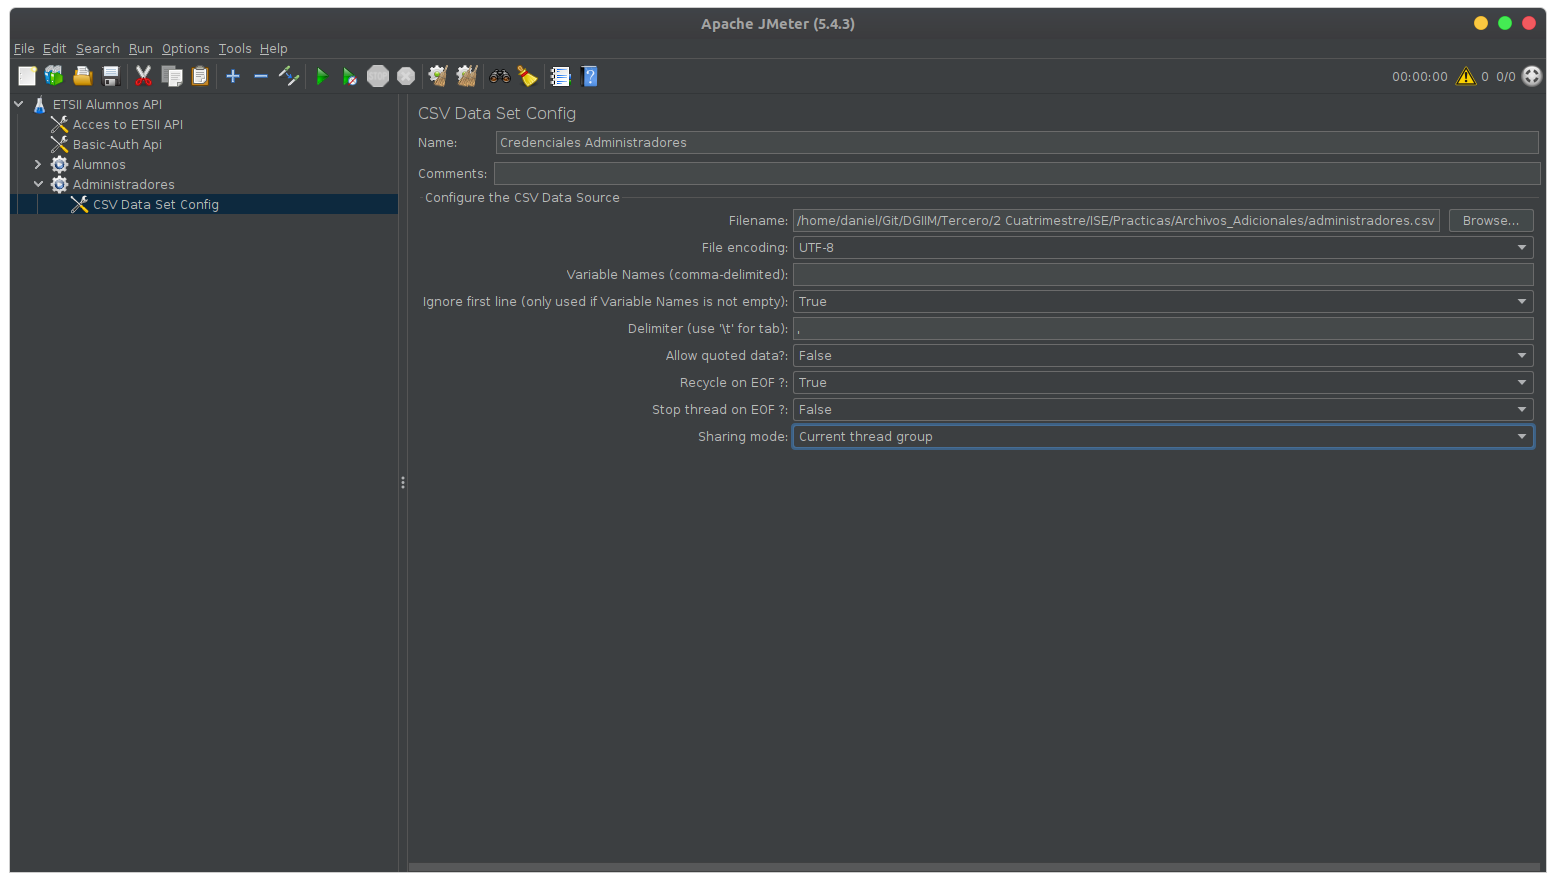 Apache JMeter (5.4.3)
File Edit Search Run Options Tools Help
STOP ? 00:00:00 0 0/0
ETSII Alumnos API
Acces to ETSII API
Basic-Auth Api
Alumnos
Administradores
CSV Data Set Config
CSV Data Set Config
Name: Credenciales Administradores
Comments:
Configure the CSV Data Source
Filename: /home/daniel/Git/DGIIM/Tercero/2 Cuatrimestre/ISE/Practicas/Archivos_Adicionales/administradores.csv Browse...
File encoding: UTF-8
Variable Names (comma-delimited):
Ignore first line (only used if Variable Names is not empty): True
Delimiter (use '\t' for tab): ,
Allow quoted data?: False
Recycle on EOF ?: True
Stop thread on EOF ?: False
Sharing mode: Current thread group